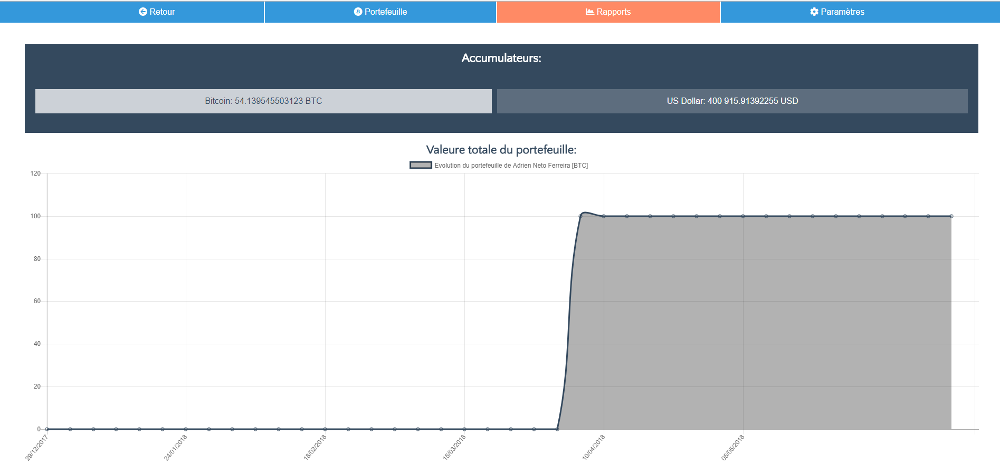 Retour
Portefeuille
Rapports
Paramètres
Accumulateurs:
Bitcoin: 54.139545503123 BTC
US Dollar: 400 915.91392255 USD
Valeure totale du portefeuille:
Evolution du portefeuille de Adrien Neto Ferreira [BTC]
120
100
80
60
40
20
0
29/12/2017
24/01/2018
18/02/2018
15/03/2018
10/04/2018
05/05/2018